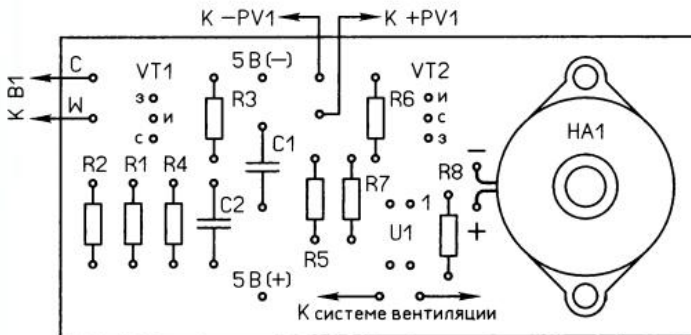 К –PV1
К +PV1
К В1
С
W
VT1
з
и
с
R3
5 В (–)
C1
R6
VT2
и
с
з
HA1
–
+
R2
R1
R4
C2
R5
R7
1
U1
R8
5 В (+)
К системе вентиляции